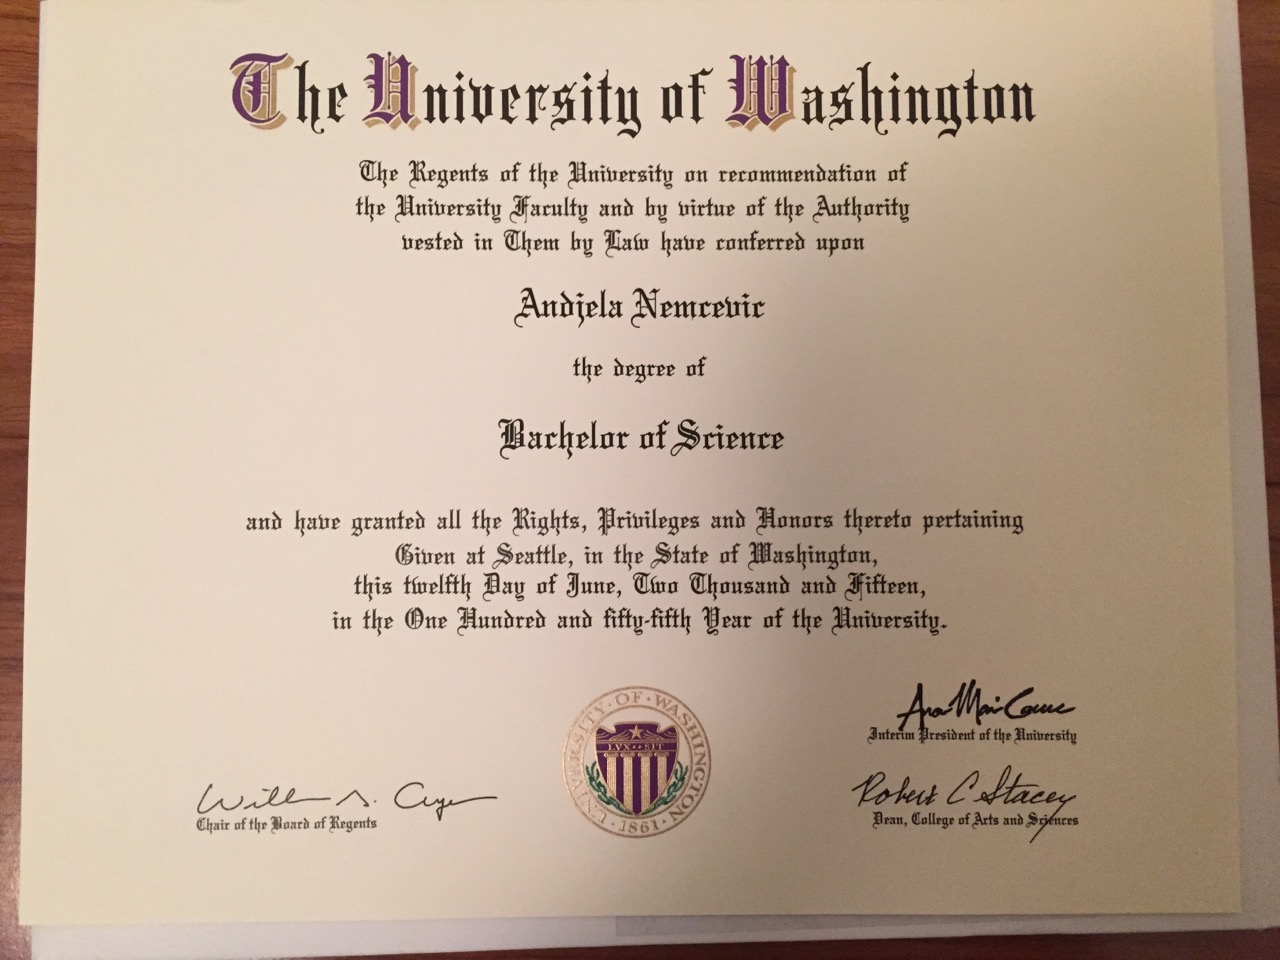 The University of Washington
The Regents of the University on recommendation of
the University Faculty and by virtue of the Authority
vested in Them by Law have conferred upon
Andjela Nemcevic
the degree of
Bachelor of Science
and have granted all the Rights, Privileges and Honors thereto pertaining
Given at Seattle, in the State of Washington,
this twelfth Day of June, Two Thousand and Fifteen,
in the One Hundred and fifty-fifth Year of the University.
Ana Mari Cauce
Interim President of the University
Robert C Stacey
Dean, College of Arts and Sciences
Chair of the Board of Regents
UNIVERSITY · OF · WASHINGTON
LUX SIT
1861